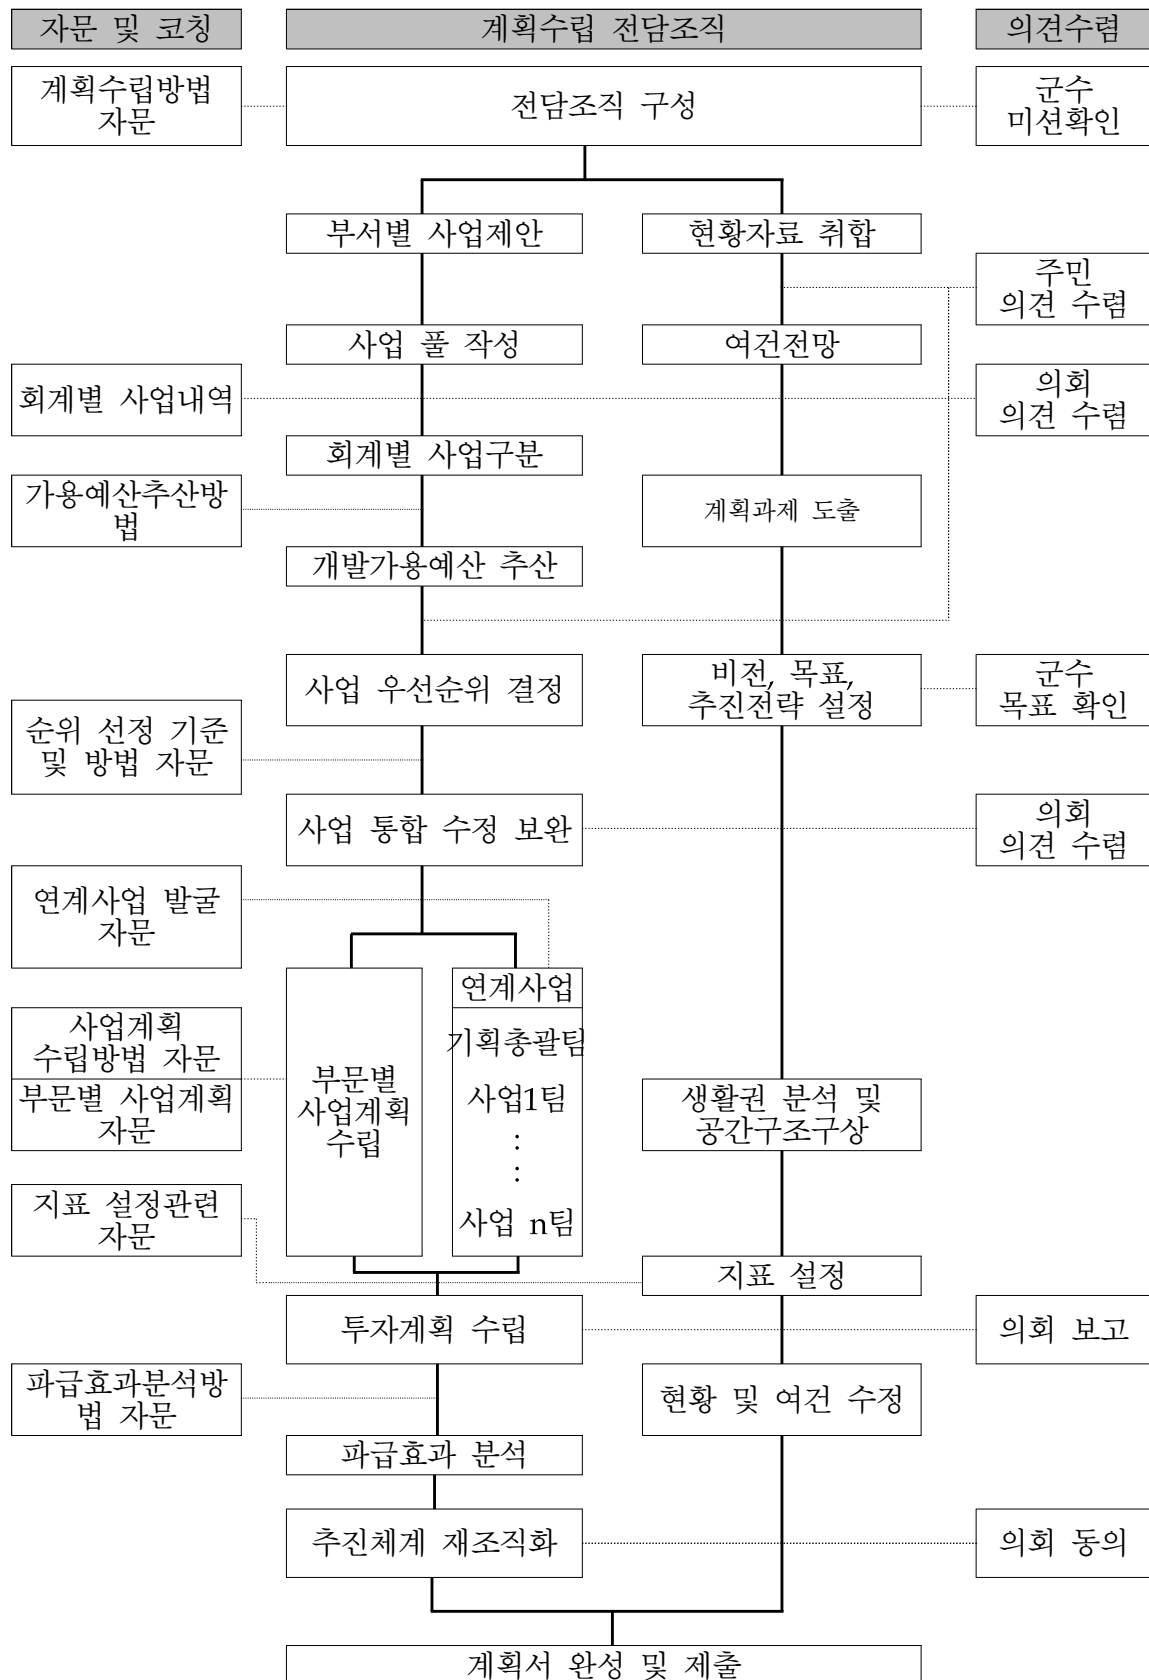 자문 및 코칭
계획수립 전담조직
의견수렴
계획수립방법
자문
전담조직 구성
군수
미션확인
부서별 사업제안
현황자료 취합
주민
의견 수렴
사업 풀 작성
여건전망
회계별 사업내역
의회
의견 수렴
회계별 사업구분
가용예산추산방
법
계획과제 도출
개발가용예산 추산
사업 우선순위 결정
비전, 목표,
추진전략 설정
군수
목표 확인
순위 선정 기준
및 방법 자문
사업 통합 수정 보완
의회
의견 수렴
연계사업 발굴
자문
연계사업
사업계획
수립방법 자문
기획총괄팀
부문별
사업계획
수립
부문별 사업계획
자문
사업1팀
:
:
사업 n팀
생활권 분석 및
공간구조구상
지표 설정관련
자문
지표 설정
투자계획 수립
의회 보고
파급효과분석방
법 자문
현황 및 여건 수정
파급효과 분석
추진체계 재조직화
의회 동의
계획서 완성 및 제출